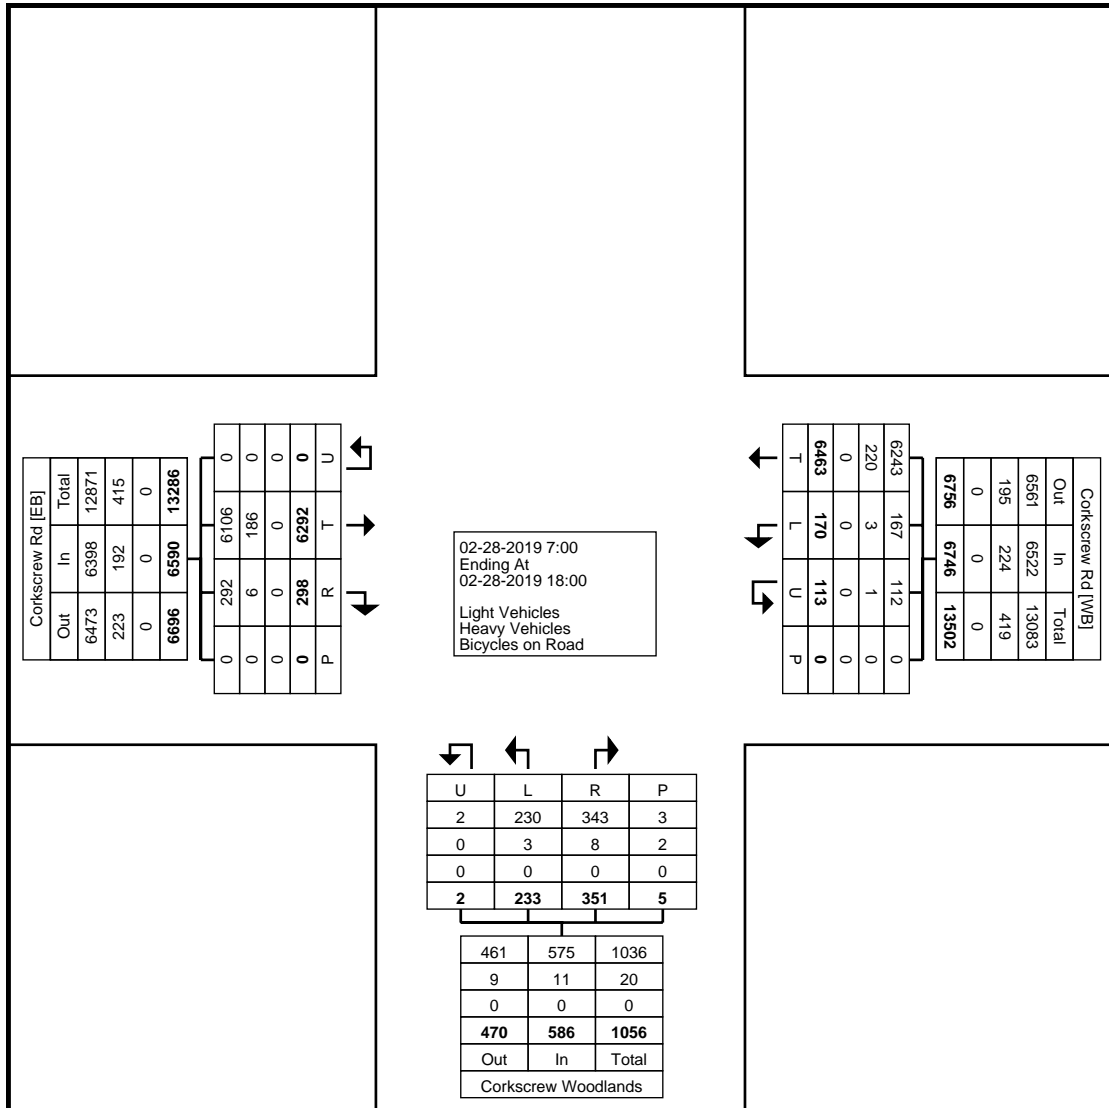 Corkscrew Rd [EB]
Out In Total
6473 6398 12871
223 192 415
0 0 0
6696 6590 13286
0 292 6106 0
0 6 186 0
0 0 0 0
0 298 6292 0
P R T U
02-28-2019 7:00
Ending At
02-28-2019 18:00
Light Vehicles
Heavy Vehicles
Bicycles on Road
Corkscrew Rd [WB]
Out In Total
6561 6522 13083
195 224 419
0 0 0
6756 6746 13502
6243 167 112 0
220 3 1 0
0 0 0 0
6463 170 113 0
T L U P
U L R P
2 230 343 3
0 3 8 2
0 0 0 0
2 233 351 5
461 575 1036
9 11 20
0 0 0
470 586 1056
Out In Total
Corkscrew Woodlands